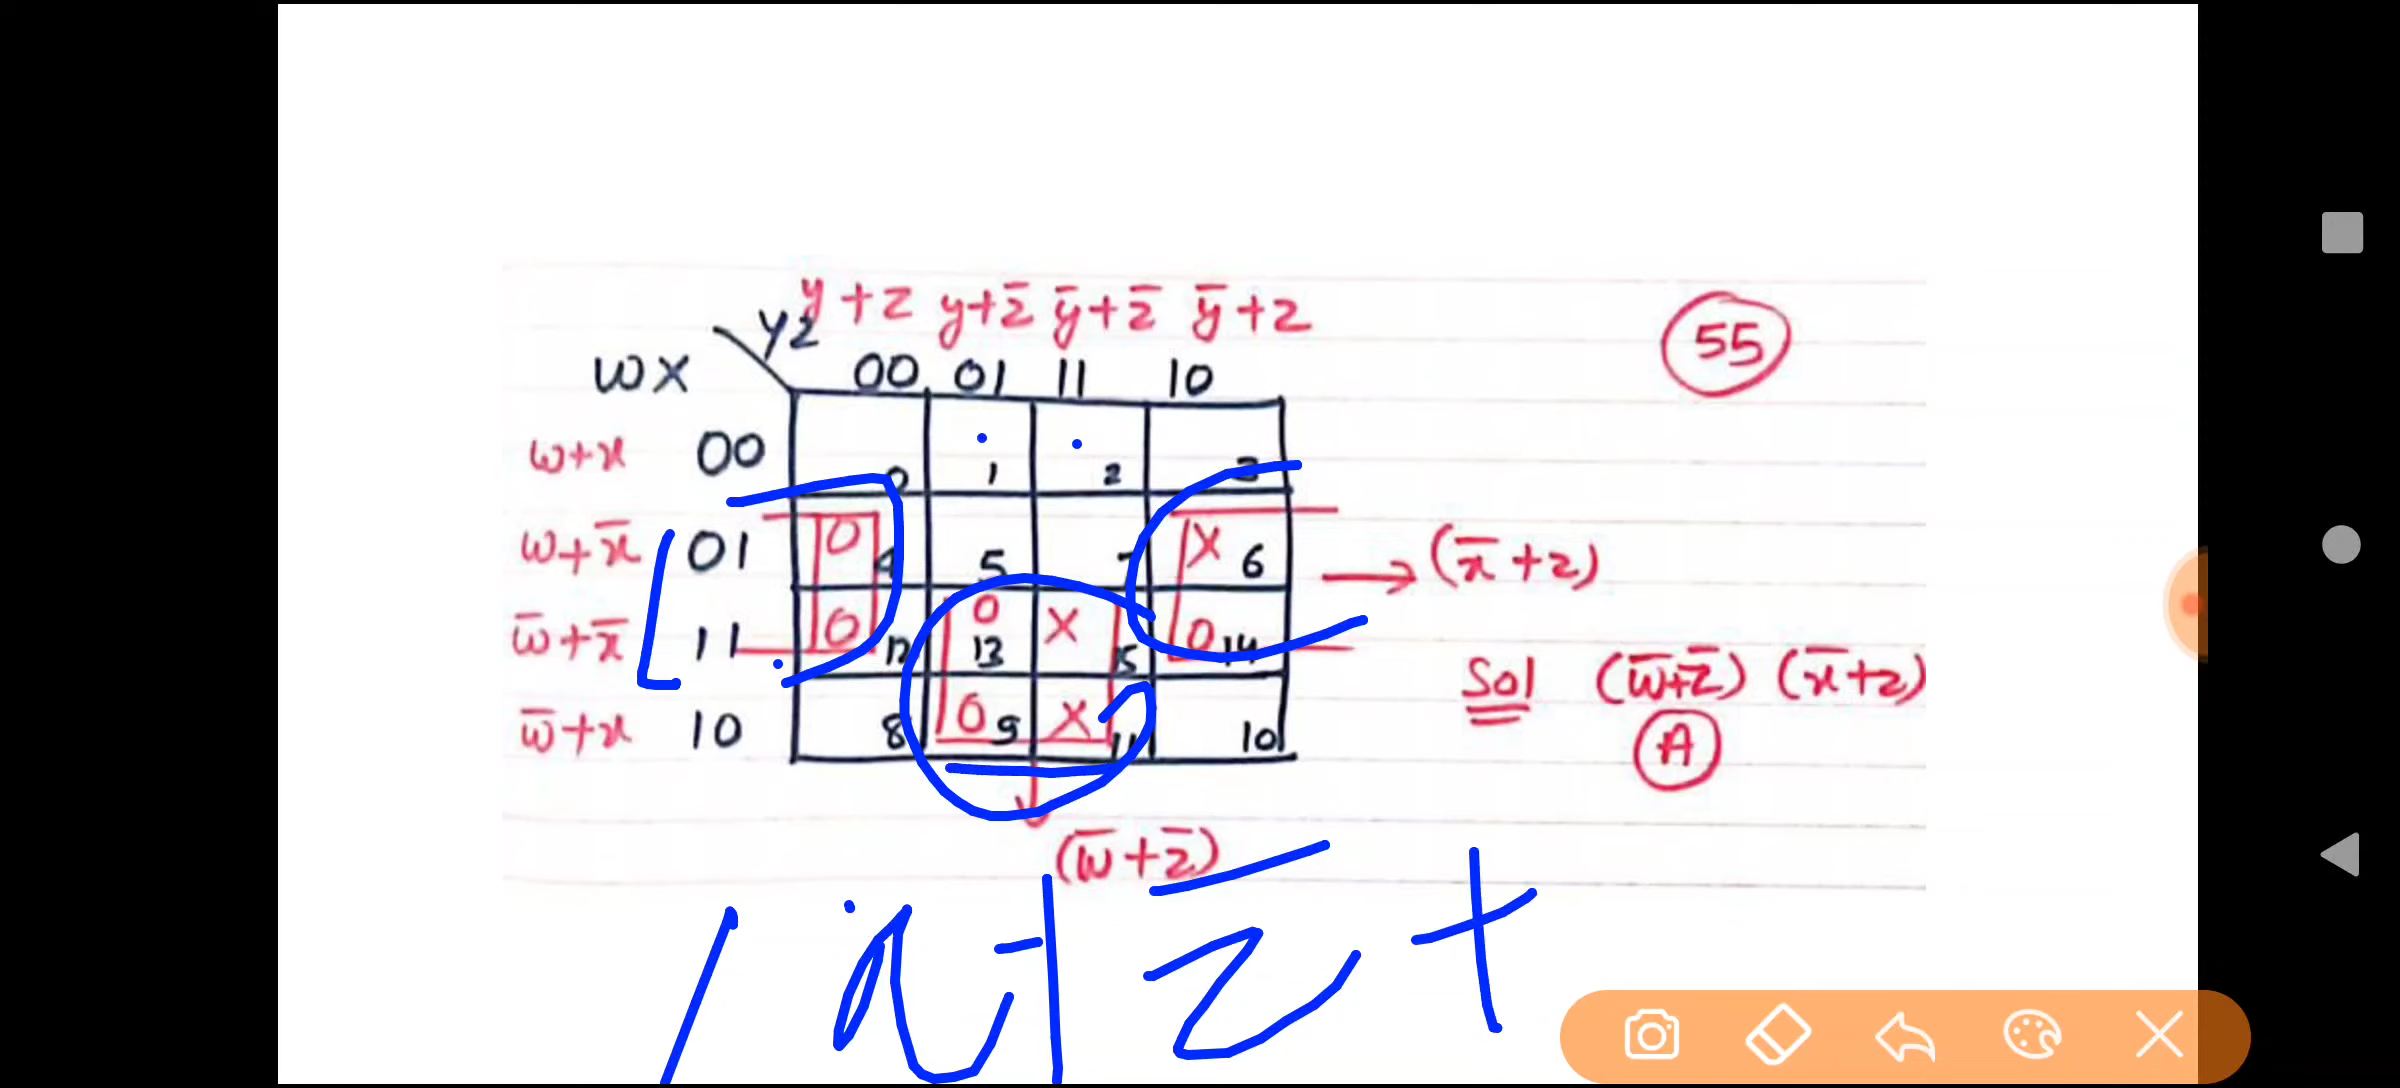 y+z y+z̅ y̅+z̅ y̅+z
yz
55
wx 00 01 11 10
w+x 00 0 1 2 3
w+x̅ 01 0 4 5 7 X 6 → (x̅+z)
w̅+x̅ 11 0 12 0 13 X 15 0 14
Sol (w̅+z̅) (x̅+z)
w̅+x 10 8 0 9 X 11 10
A
(w̅+z̅)